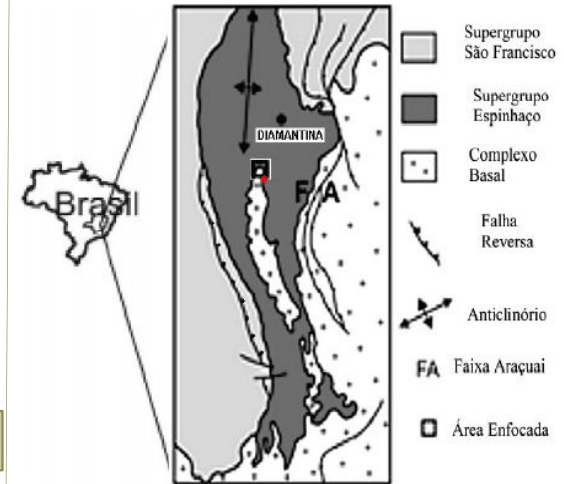 Brasil
DIAMANTINA
F A
Supergrupo
São Francisco
Supergrupo
Espinhaço
Complexo
Basal
Falha
Reversa
Anticlinório
FA Faixa Araçuai
Área Enfocada